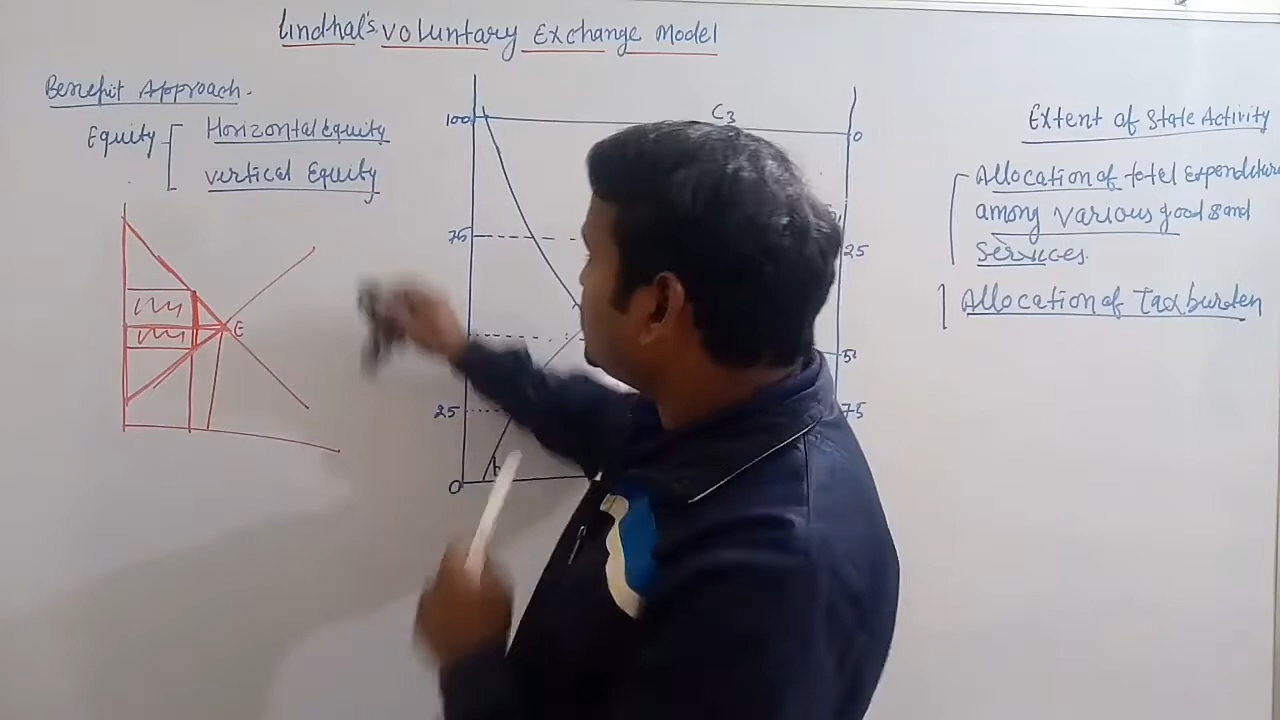 Lindhal's Voluntary Exchange Model
Benefit Approach.
Equity
Horizontal Equity
vertical Equity
E
100
C3
0
75
25
50
25
75
0
Extent of State Activity
Allocation of total Expenditure
among various goods and
Services.
Allocation of Tax burden